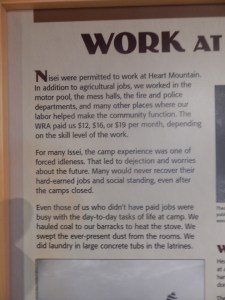 WORK AT
Nisei were permitted to work at Heart Mountain.
In addition to agricultural jobs, we worked in the
motor pool, the mess halls, the fire and police
departments, and many other places where our
labor helped make the community function. The
WRA paid us $12, $16, or $19 per month, depending
on the skill level of the work.
For many Issei, the camp experience was one of
forced idleness. That led to dejection and worries
about the future. Many would never recover their
hard-earned jobs and social standing, even after
the camps closed.
Even those of us who didn't have paid jobs were
busy with the day-to-day tasks of life at camp. We
hauled coal to our barracks to heat the stove. We
swept the ever-present dust from the rooms. We
did laundry in large concrete tubs in the latrines.